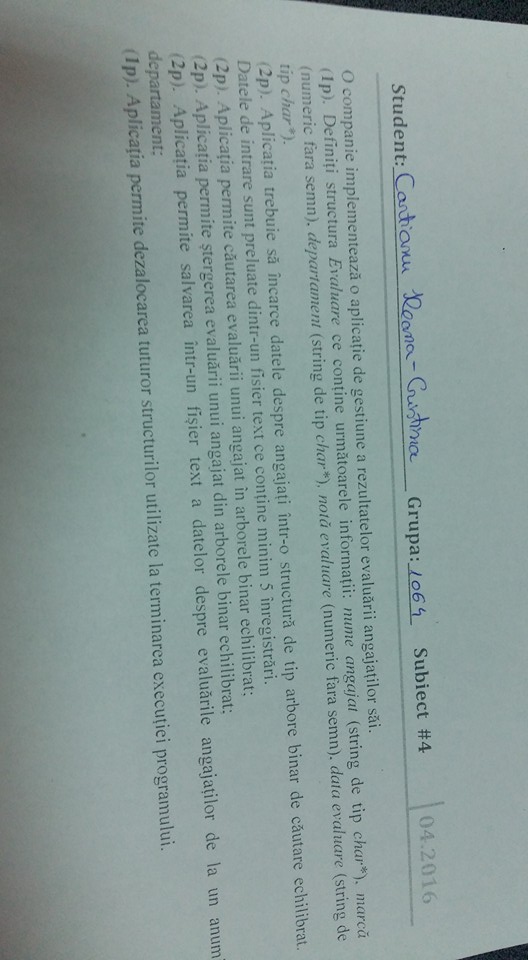 Student: Cartianu Ileana-Cristina Grupa: 1064 Subiect #4 04.2016
O companie implementează o aplicație de gestiune a rezultatelor evaluării angajaților săi.
(1p). Definiți structura Evaluare ce conține următoarele informații: nume angajat (string de tip char*), marcă
(numeric fara semn), departament (string de tip char*), notă evaluare (numeric fara semn), data evaluare (string de
tip char*).
(2p). Aplicația trebuie să încarce datele despre angajați într-o structură de tip arbore binar de căutare echilibrat.
Datele de intrare sunt preluate dintr-un fisier text ce conține minim 5 înregistrări.
(2p). Aplicația permite căutarea evaluării unui angajat în arborele binar echilibrat;
(2p). Aplicația permite ștergerea evaluării unui angajat din arborele binar echilibrat;
(2p). Aplicația permite salvarea într-un fișier text a datelor despre evaluările angajaților de la un anumi
departament;
(1p). Aplicația permite dezalocarea tuturor structurilor utilizate la terminarea execuției programului.